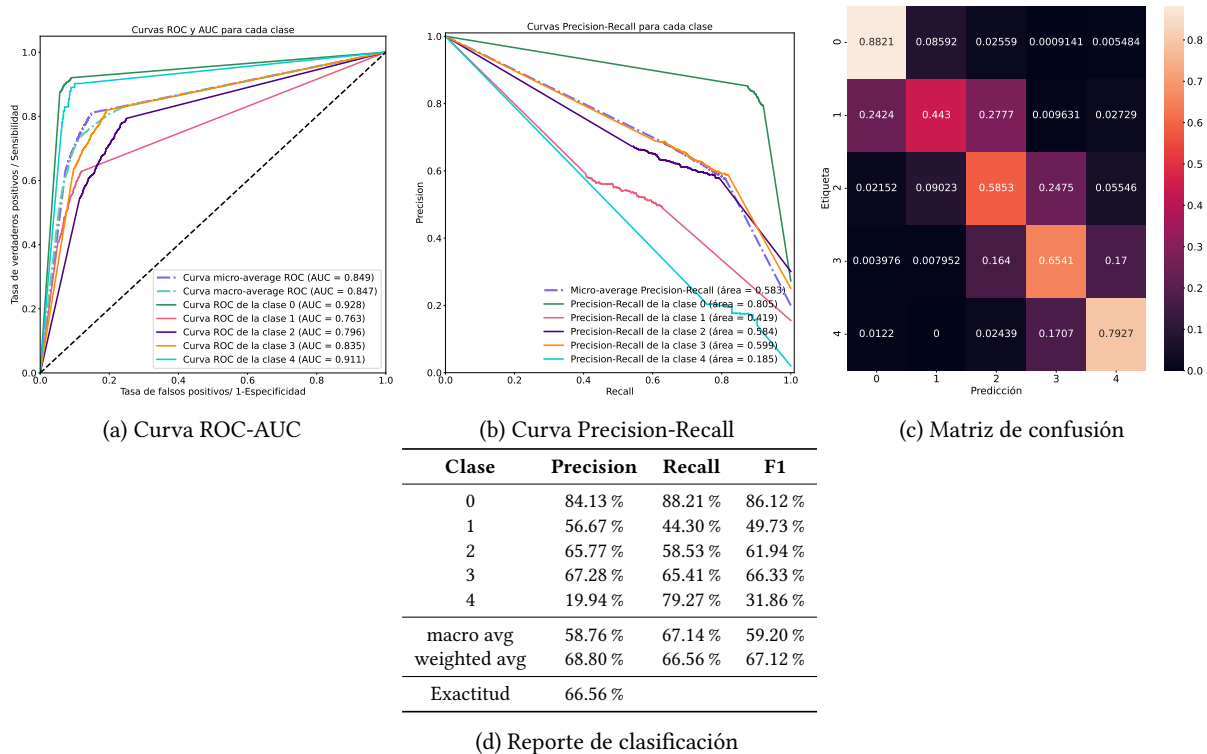 Curvas ROC y AUC para cada clase
Tasa de verdaderos positivos / Sensibilidad
1.0
0.8
0.6
0.4
0.2
0.0
Curva micro-average ROC (AUC = 0.849)
Curva macro-average ROC (AUC = 0.847)
Curva ROC de la clase 0 (AUC = 0.928)
Curva ROC de la clase 1 (AUC = 0.763)
Curva ROC de la clase 2 (AUC = 0.796)
Curva ROC de la clase 3 (AUC = 0.835)
Curva ROC de la clase 4 (AUC = 0.911)
0.0 0.2 0.4 0.6 0.8 1.0
Tasa de falsos positivos/ 1-Especificidad
(a) Curva ROC-AUC
Curvas Precision-Recall para cada clase
Precision
1.0
0.8
0.6
0.4
0.2
0.0
Micro-average Precision-Recall (área = 0.583)
Precision-Recall de la clase 0 (área = 0.805)
Precision-Recall de la clase 1 (área = 0.419)
Precision-Recall de la clase 2 (área = 0.584)
Precision-Recall de la clase 3 (área = 0.599)
Precision-Recall de la clase 4 (área = 0.185)
0.0 0.2 0.4 0.6 0.8 1.0
Recall
(b) Curva Precision-Recall
Etiqueta
0 0.8821 0.08592 0.02559 0.0009141 0.005484
1 0.2424 0.443 0.2777 0.009631 0.02729
2 0.02152 0.09023 0.5853 0.2475 0.05546
3 0.003976 0.007952 0.164 0.6541 0.17
4 0.0122 0 0.02439 0.1707 0.7927
0 1 2 3 4
Predicción
0.8
0.7
0.6
0.5
0.4
0.3
0.2
0.1
0.0
(c) Matriz de confusión
Clase Precision Recall F1
0 84.13 % 88.21 % 86.12 %
1 56.67 % 44.30 % 49.73 %
2 65.77 % 58.53 % 61.94 %
3 67.28 % 65.41 % 66.33 %
4 19.94 % 79.27 % 31.86 %
macro avg 58.76 % 67.14 % 59.20 %
weighted avg 68.80 % 66.56 % 67.12 %
Exactitud 66.56 %
(d) Reporte de clasificación